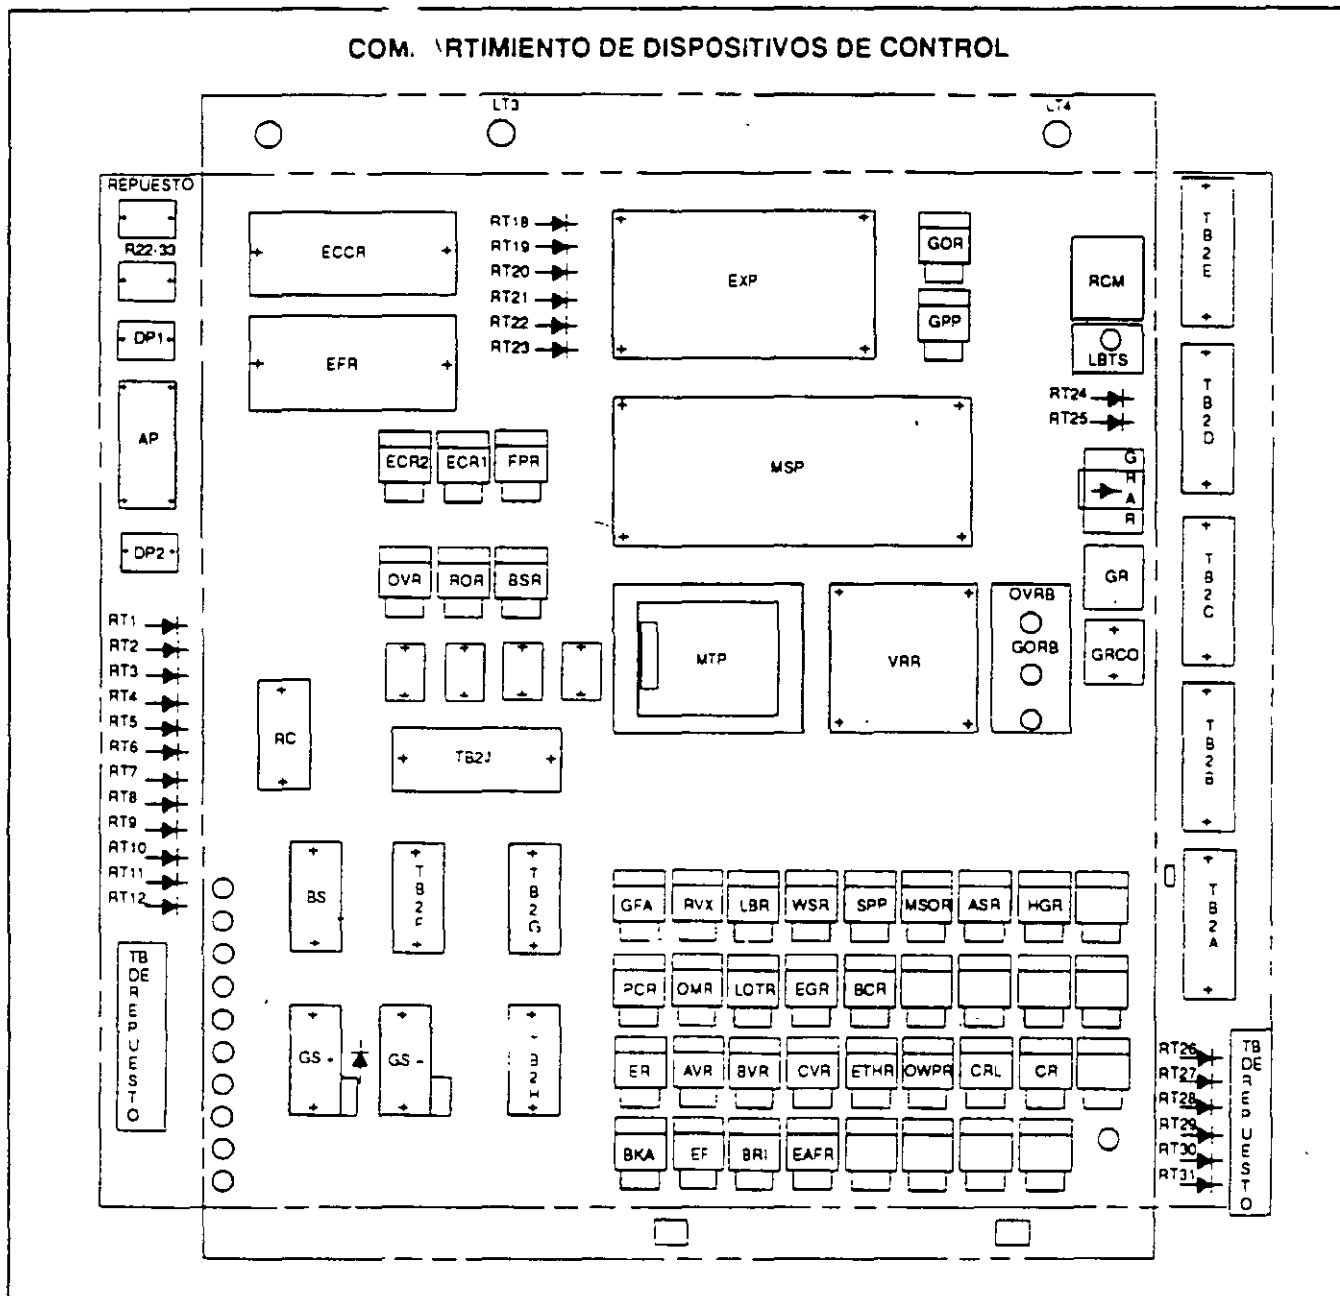 COM. ARTIMIENTO DE DISPOSITIVOS DE CONTROL
LT3
LT4
REPUESTO
R22-33
DP1
AP
DP2
RT1
RT2
RT3
RT4
RT5
RT6
RT7
RT8
RT9
RT10
RT11
RT12
TB DE REPUESTO
ECCR
EFR
RT18
RT19
RT20
RT21
RT22
RT23
EXP
GOR
GPP
RCM
LBTS
RT24
RT25
ECR2
ECR1
FPR
MSP
GRAR
OVR
ROR
BSR
MTP
VRR
OVRB
GORB
GR
GRCO
RC
TB2J
BS
TB2F
TB2G
GS +
GS -
TB2H
GFA
RVX
LBR
WSR
SPP
MSOR
ASR
HGR
PCR
OMR
LOTR
EGR
BCR
ER
AVR
BVR
CVR
ETHR
OWPR
CRL
CR
BKA
EF
BRI
EAFR
TB2E
TB2D
TB2C
TB2B
TB2A
RT26
RT27
RT28
RT29
RT30
RT31
TB DE REPUESTO